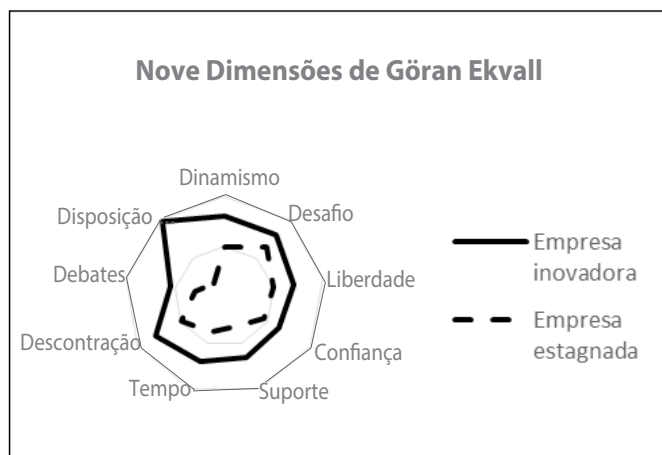 Nove Dimensões de Göran Ekvall
Dinamismo
Disposição
Desafio
Debates
Liberdade
Descontração
Confiança
Tempo
Suporte
Empresa
inovadora
Empresa
estagnada